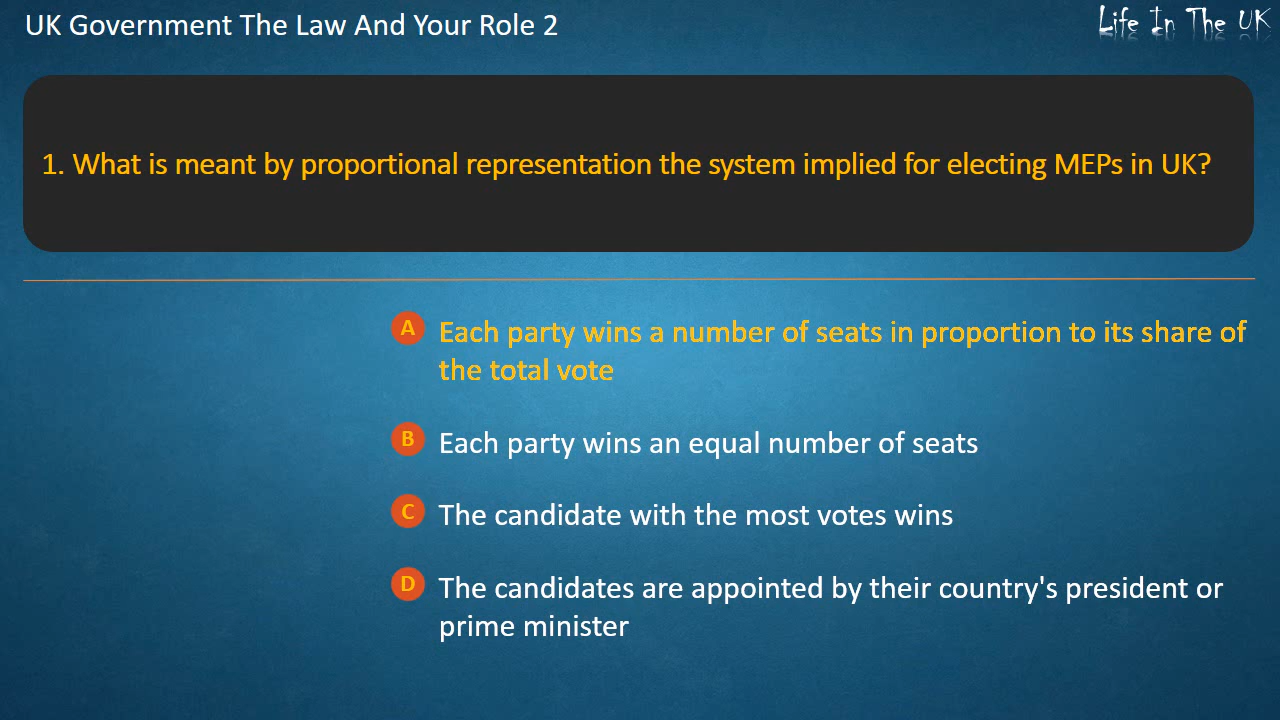 UK Government The Law And Your Role 2
Life In The UK
1. What is meant by proportional representation the system implied for electing MEPs in UK?
A Each party wins a number of seats in proportion to its share of
the total vote
B Each party wins an equal number of seats
C The candidate with the most votes wins
D The candidates are appointed by their country's president or
prime minister